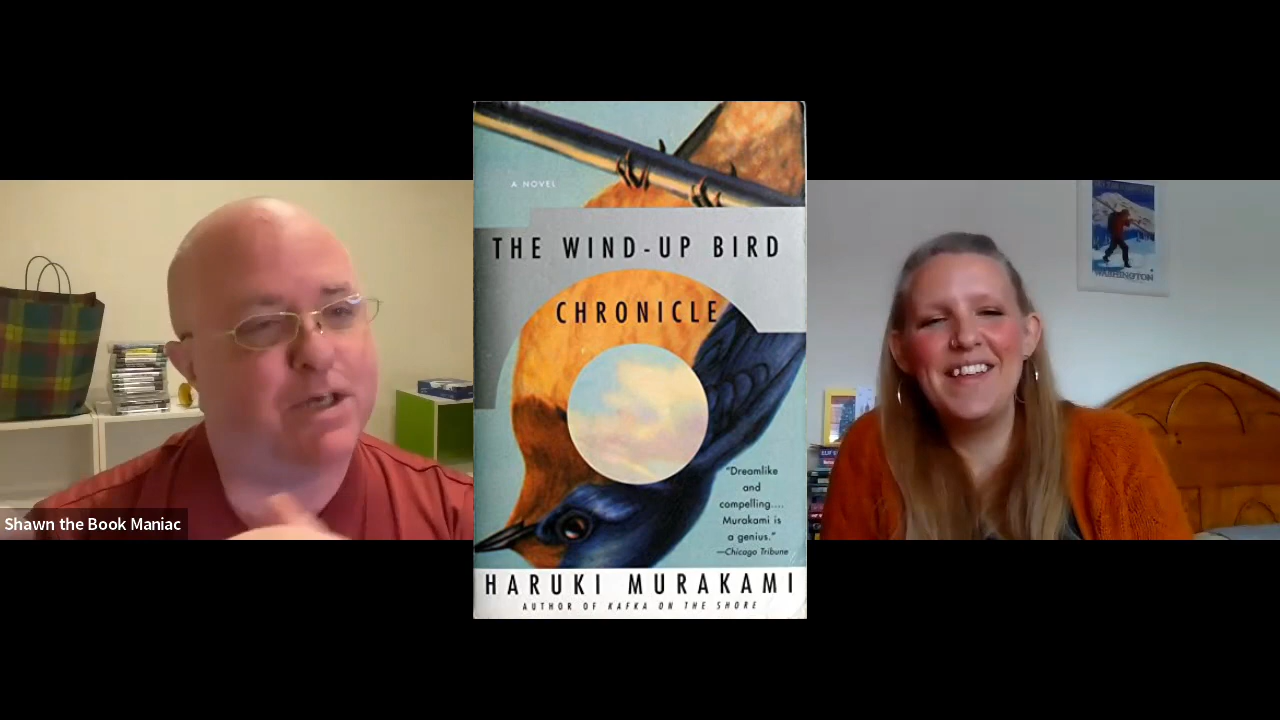 A NOVEL
THE WIND-UP BIRD
CHRONICLE
"Dreamlike
and
compelling....
Murakami is
a genius."
—Chicago Tribune
HARUKI MURAKAMI
AUTHOR OF KAFKA ON THE SHORE
Shawn the Book Maniac
WASHINGTON